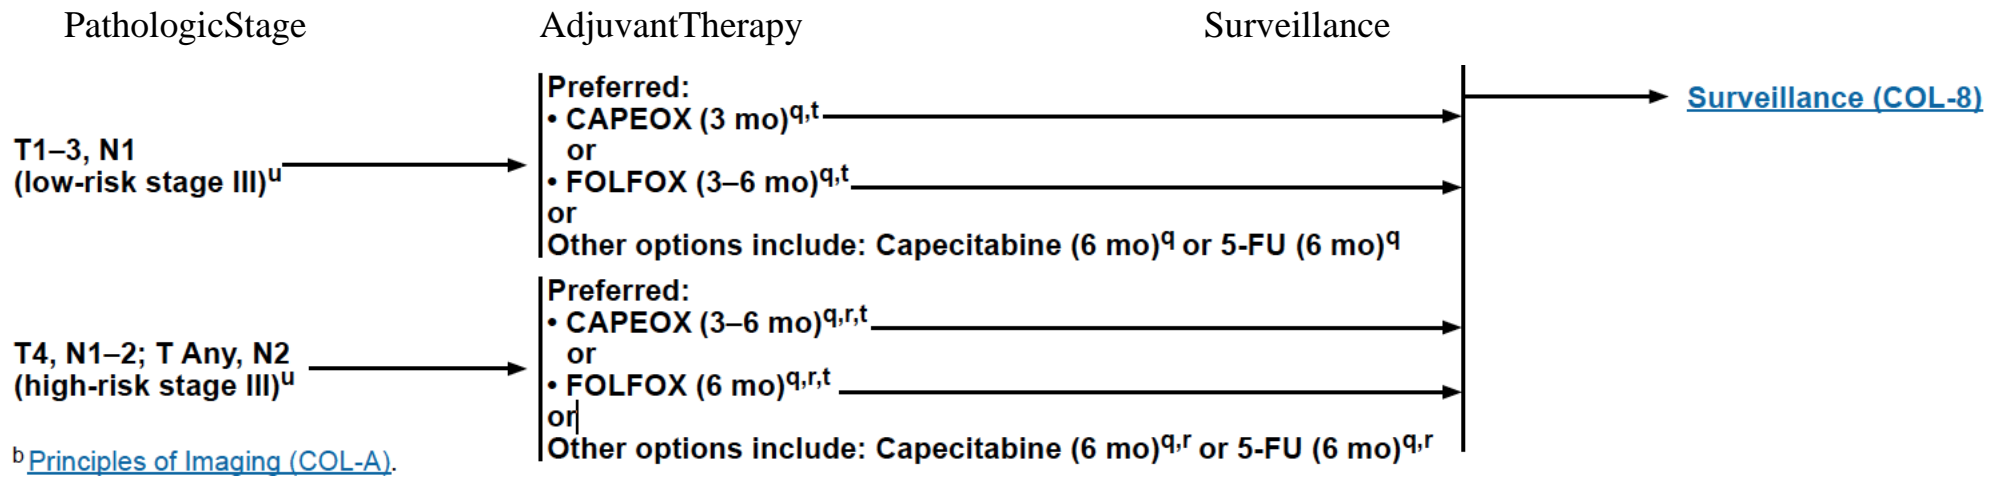 PathologicStage AdjuvantTherapy Surveillance
T1–3, N1
(low-risk stage III)u
Preferred:
• CAPEOX (3 mo)q,t
or
• FOLFOX (3–6 mo)q,t
or
Other options include: Capecitabine (6 mo)q or 5-FU (6 mo)q
Surveillance (COL-8)
T4, N1–2; T Any, N2
(high-risk stage III)u
Preferred:
• CAPEOX (3–6 mo)q,r,t
or
• FOLFOX (6 mo)q,r,t
or
Other options include: Capecitabine (6 mo)q,r or 5-FU (6 mo)q,r
b Principles of Imaging (COL-A).